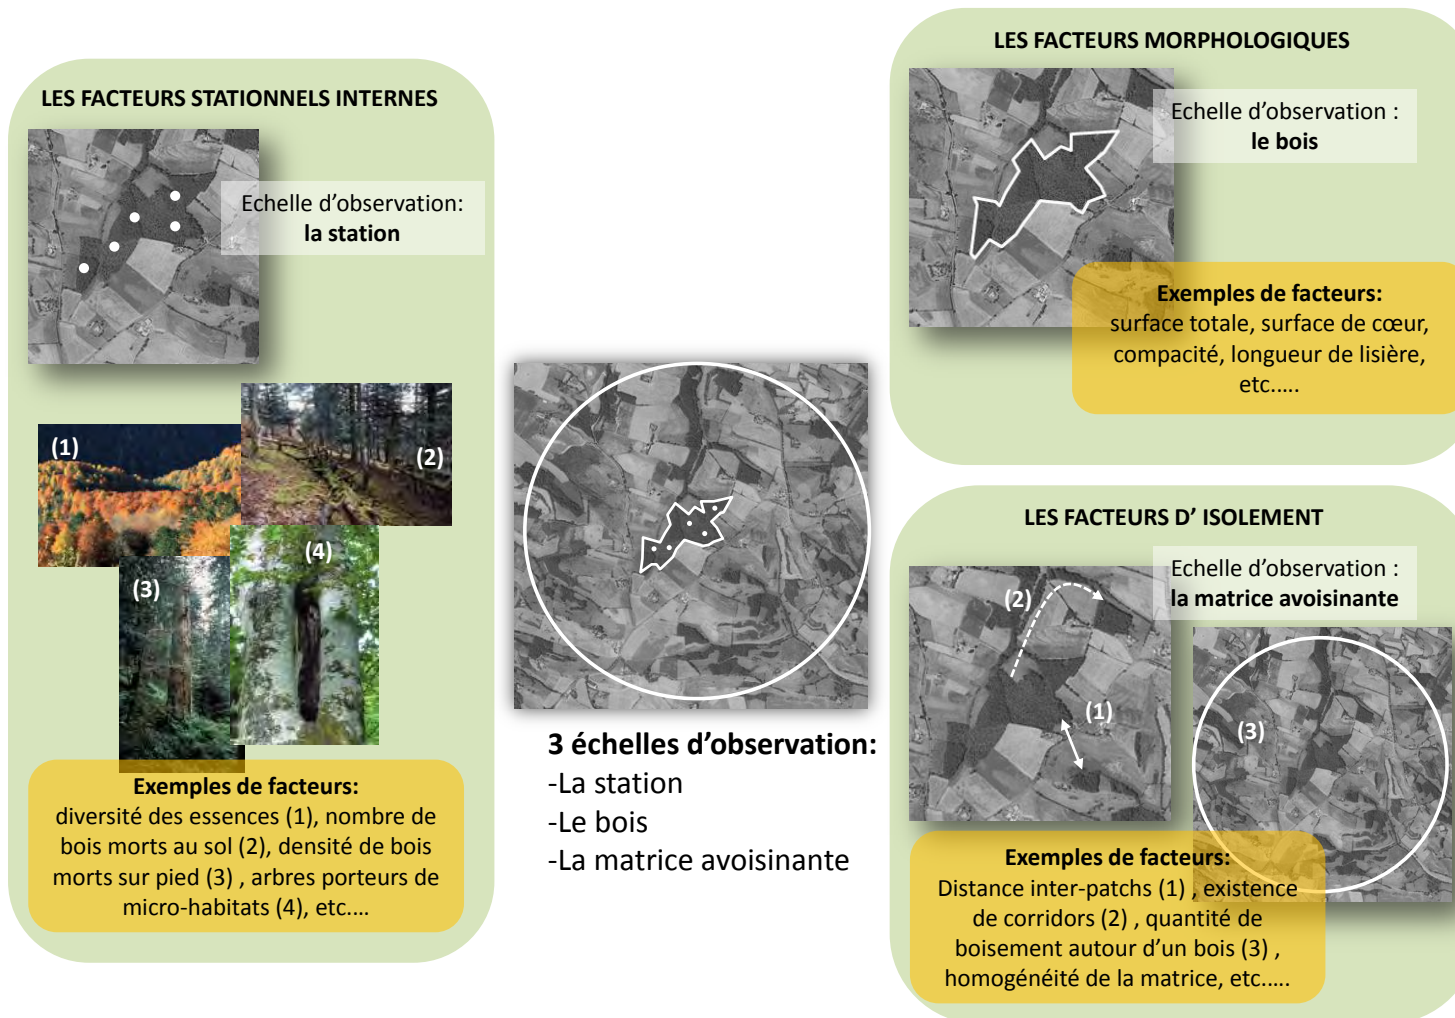 LES FACTEURS STATIONNELS INTERNES
Echelle d'observation:
la station
(1)
(2)
(3)
(4)
Exemples de facteurs:
diversité des essences (1), nombre de
bois morts au sol (2), densité de bois
morts sur pied (3) , arbres porteurs de
micro-habitats (4), etc....
3 échelles d'observation:
-La station
-Le bois
-La matrice avoisinante
LES FACTEURS MORPHOLOGIQUES
Echelle d'observation :
le bois
Exemples de facteurs:
surface totale, surface de cœur,
compacité, longueur de lisière,
etc.....
LES FACTEURS D' ISOLEMENT
Echelle d'observation :
la matrice avoisinante
(2)
(1)
(3)
Exemples de facteurs:
Distance inter-patchs (1) , existence
de corridors (2) , quantité de
boisement autour d'un bois (3) ,
homogénéité de la matrice, etc.....